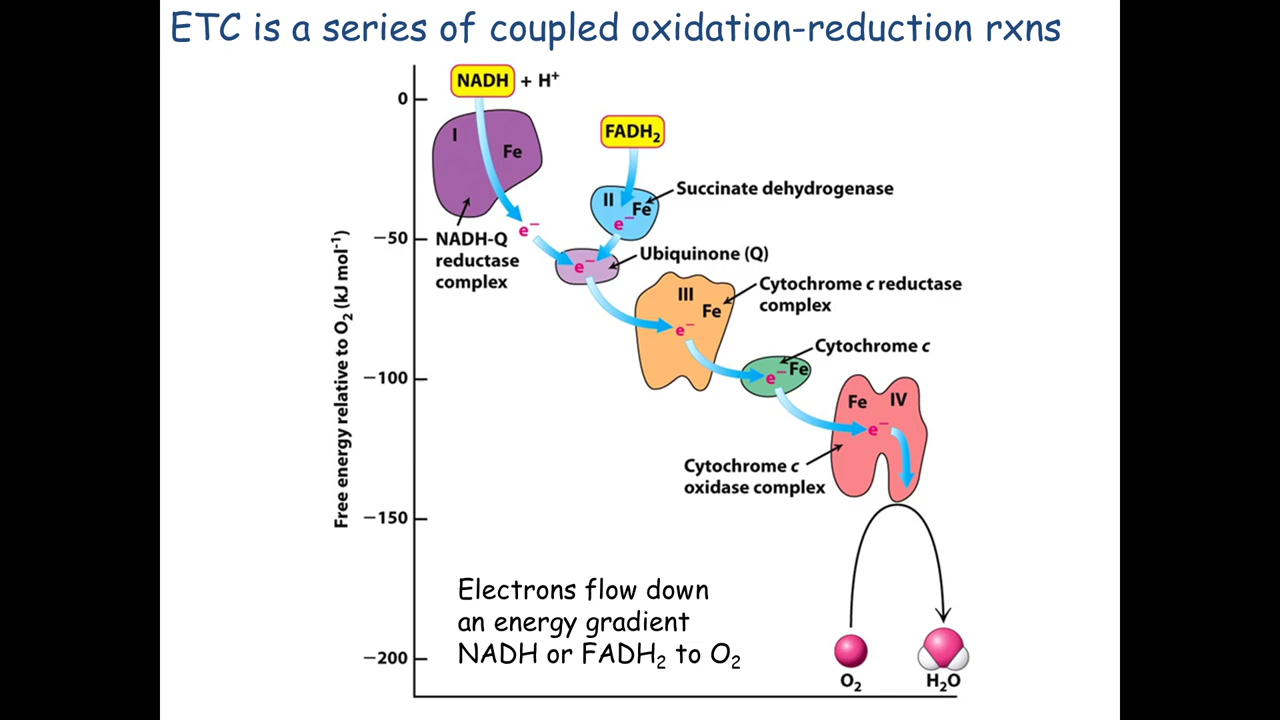 ETC is a series of coupled oxidation-reduction rxns
NADH + H⁺
0
I
Fe
FADH₂
II
Fe
e⁻
Succinate dehydrogenase
e⁻
−50
NADH-Q
reductase
complex
e⁻
Ubiquinone (Q)
III
Fe
e⁻
Cytochrome c reductase
complex
Free energy relative to O₂ (kJ mol⁻¹)
Cytochrome c
e⁻ Fe
−100
Fe
IV
e⁻
Cytochrome c
oxidase complex
−150
Electrons flow down
an energy gradient
NADH or FADH₂ to O₂
−200
O₂
H₂O